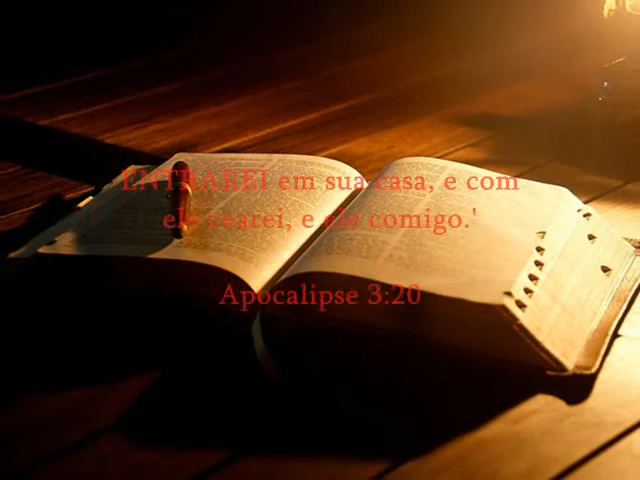 ENTRAREI em sua casa, e com
ele cearei, e ele comigo.'
Apocalipse 3:20